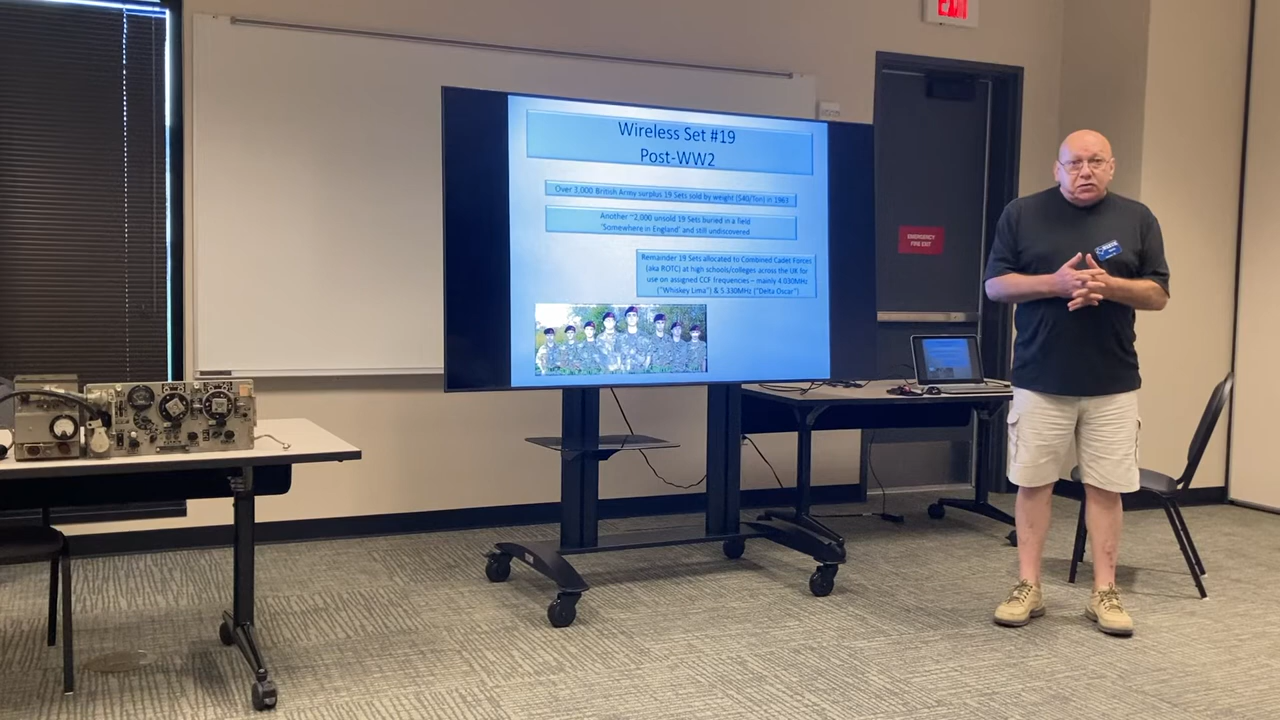 EXIT
Wireless Set #19
Post-WW2
Over 3,000 British Army surplus 19 Sets sold by weight ($40/Ton) in 1963
Another ~2,000 unsold 19 Sets buried in a field
"Somewhere in England" and still undiscovered
Remainder 19 Sets allocated to Combined Cadet Forces
(aka ROTC) at high schools/colleges across the UK for
use on assigned CCF frequencies – mainly 4.030MHz
("Whiskey Lima") & 5.330MHz ("Delta Oscar")
EMERGENCY
FIRE EXIT